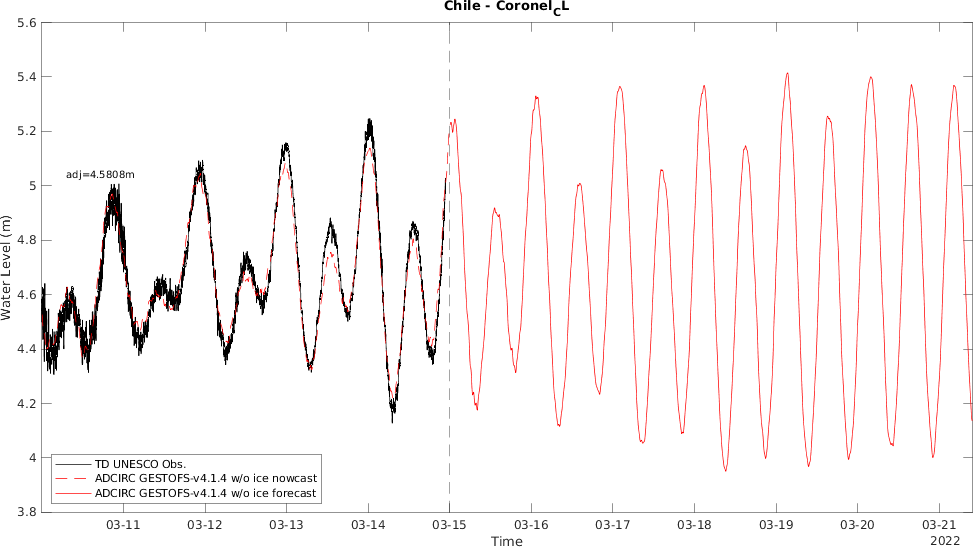 Chile - Coronel_CL
5.6
5.4
5.2
5
4.8
4.6
4.4
4.2
4
3.8
Water Level (m)
adj=4.5808m
TD UNESCO Obs.
ADCIRC GESTOFS-v4.1.4 w/o ice nowcast
ADCIRC GESTOFS-v4.1.4 w/o ice forecast
03-11 03-12 03-13 03-14 03-15 03-16 03-17 03-18 03-19 03-20 03-21
Time
2022